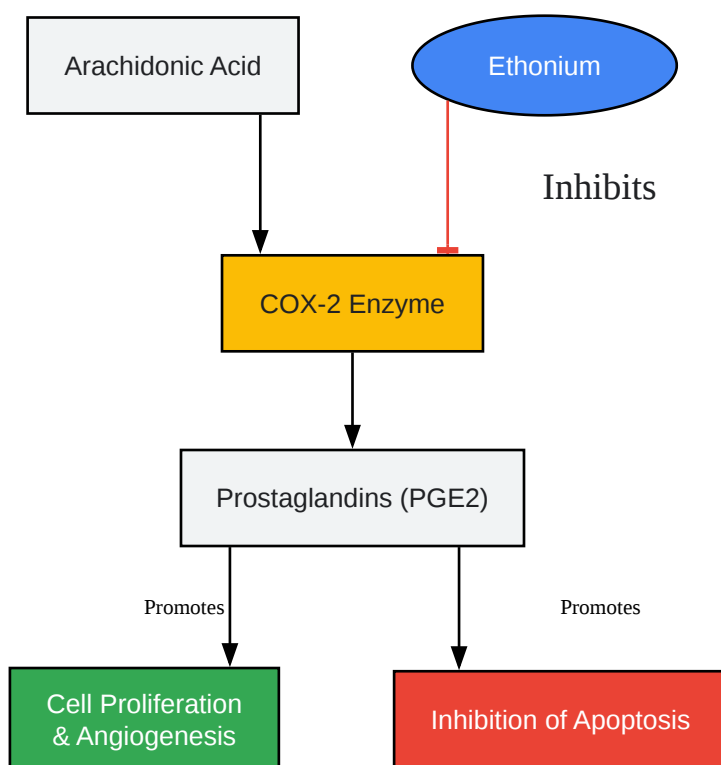 Arachidonic Acid
Ethonium
Inhibits
COX-2 Enzyme
Prostaglandins (PGE2)
Promotes
Promotes
Cell Proliferation
& Angiogenesis
Inhibition of Apoptosis